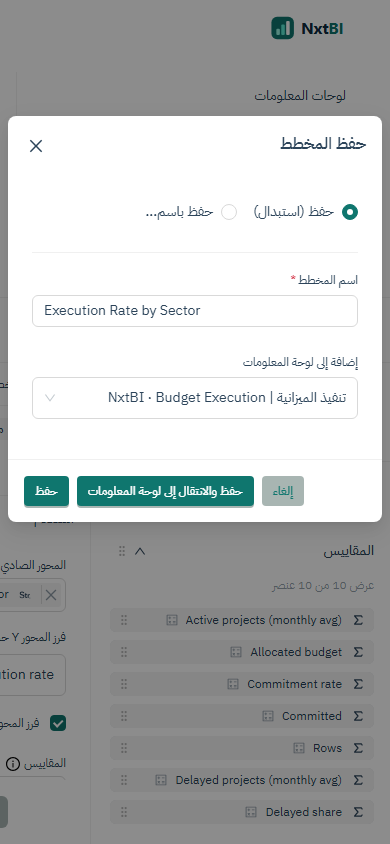 NxtBI
لوحات المعلومات
حفظ المخطط
حفظ (استبدال)
حفظ باسم...
اسم المخطط *
Execution Rate by Sector
إضافة إلى لوحة المعلومات
تنفيذ الميزانية | NxtBI · Budget Execution
إلغاء
حفظ والانتقال إلى لوحة المعلومات
حفظ
المقاييس
عرض 10 من 10 عنصر
Active projects (monthly avg)
Allocated budget
Commitment rate
Committed
Rows
Delayed projects (monthly avg)
Delayed share
المحور الصادي
فرز المحور Y
فرز المحور
المقاييس